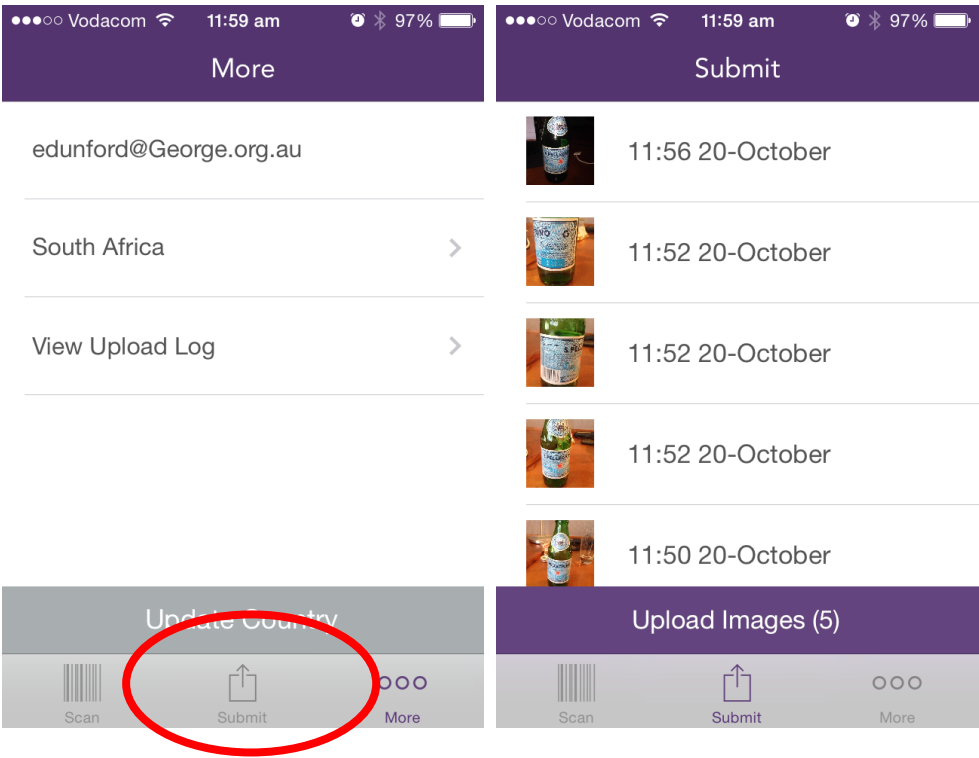 Vodacom 11:59 am 97%
More
edunford@George.org.au
South Africa
View Upload Log
Update Country
Scan Submit More
Vodacom 11:59 am 97%
Submit
11:56 20-October
11:52 20-October
11:52 20-October
11:52 20-October
11:50 20-October
Upload Images (5)
Scan Submit More